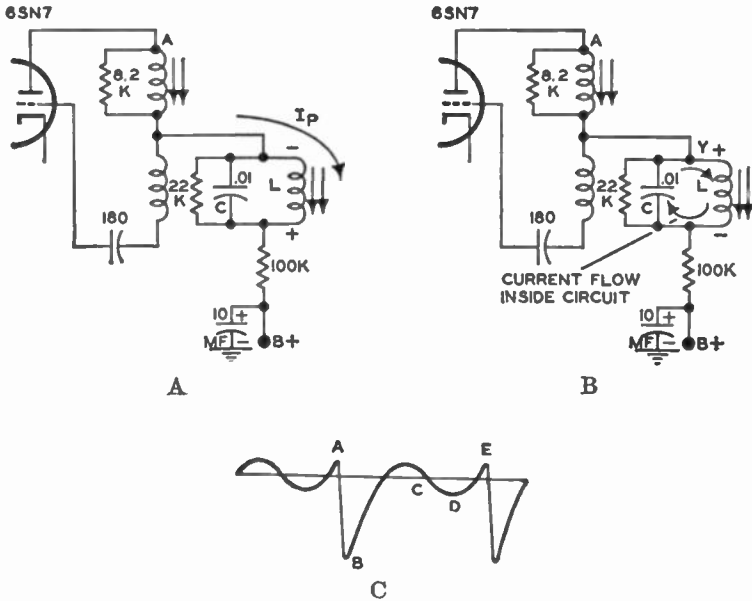 6SN7
A
8.2
K
I P
-
22
K
.01
C
L
180
+
100K
10 +
MF -
B+
A
6SN7
A
8.2
K
Y +
22
K
.01
C
L
180
-
CURRENT FLOW
INSIDE CIRCUIT
100K
10 +
MF -
B+
B
A
B
C
D
E
C